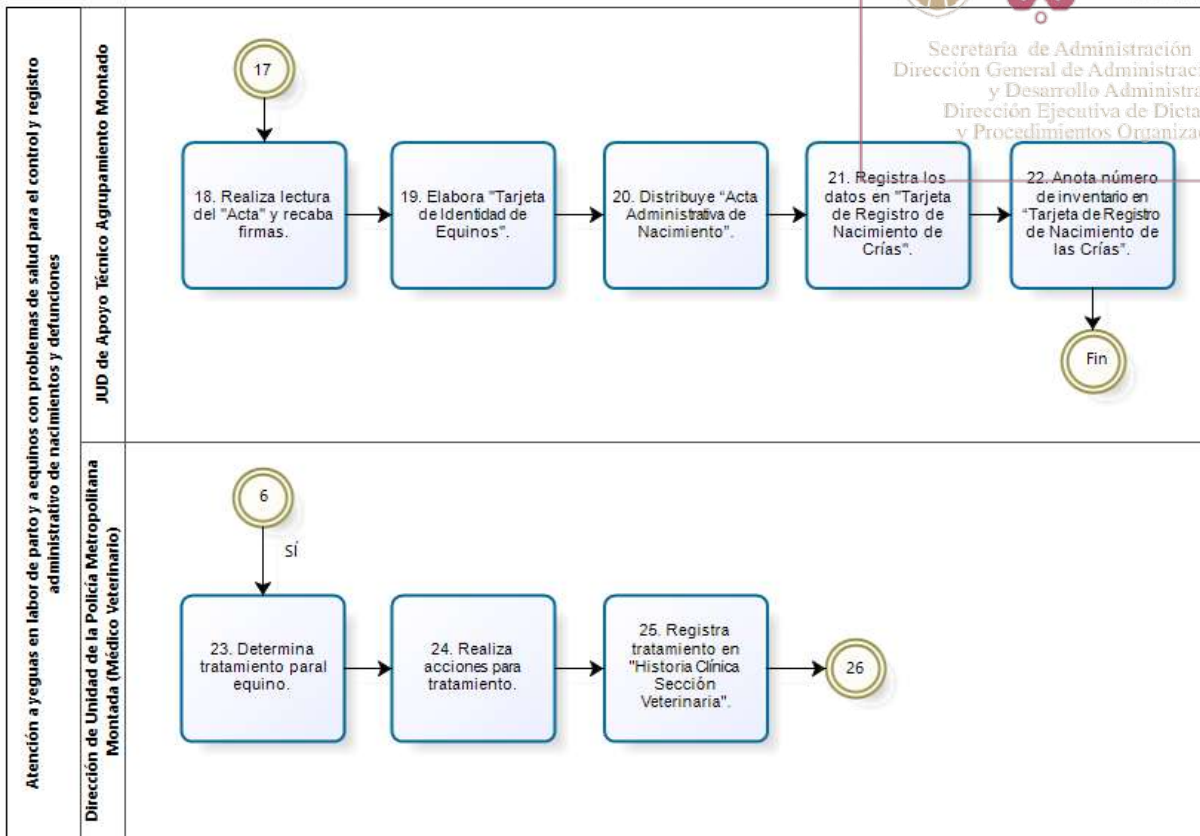 Secretaría de Administración
Dirección General de Administrac
y Desarrollo Administra
Dirección Ejecutiva de Dicta
y Procedimientos Organiza
Atención a yeguas en labor de parto y a equinos con problemas de salud para el control y registro
administrativo de nacimientos y defunciones
JUD de Apoyo Técnico Agrupamiento Montado
17
18. Realiza lectura
del "Acta" y recaba
firmas.
19. Elabora "Tarjeta
de Identidad de
Equinos".
20. Distribuye "Acta
Administrativa de
Nacimiento".
21. Registra los
datos en "Tarjeta
de Registro de
Nacimiento de
Crías".
22. Anota número
de inventario en
"Tarjeta de Registro
de Nacimiento de
las Crías".
Fin
Dirección de Unidad de la Policía Metropolitana
Montada (Médico Veterinario)
6
SÍ
23. Determina
tratamiento paral
equino.
24. Realiza
acciones para
tratamiento.
25. Registra
tratamiento en
"Historia Clínica
Sección
Veterinaria".
26